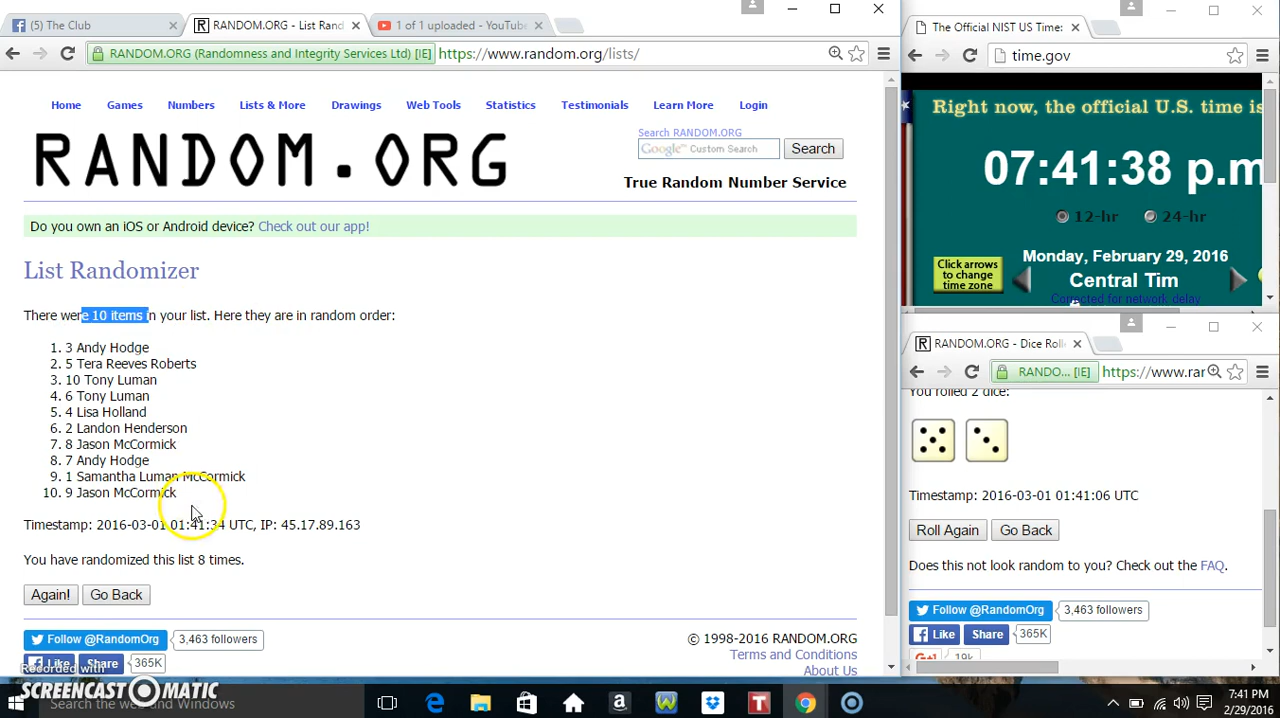 (5) The Club
RANDOM.ORG - List Rand
1 of 1 uploaded - YouTube
RANDOM.ORG (Randomness and Integrity Services Ltd) [IE] https://www.random.org/lists/
Home Games Numbers Lists & More Drawings Web Tools Statistics Testimonials Learn More Login
RANDOM.ORG
Search RANDOM.ORG
Google™ Custom Search
Search
True Random Number Service
Do you own an iOS or Android device? Check out our app!
List Randomizer
There were 10 items in your list. Here they are in random order:
1. 3 Andy Hodge
2. 5 Tera Reeves Roberts
3. 10 Tony Luman
4. 6 Tony Luman
5. 4 Lisa Holland
6. 2 Landon Henderson
7. 8 Jason McCormick
8. 7 Andy Hodge
9. 1 Samantha Luman McCormick
10. 9 Jason McCormick
Timestamp: 2016-03-01 01:41:34 UTC, IP: 45.17.89.163
You have randomized this list 8 times.
Again! Go Back
Follow @RandomOrg 3,463 followers
Like Share 365K
© 1998-2016 RANDOM.ORG
Terms and Conditions
About Us
The Official NIST US Time:
time.gov
Right now, the official U.S. time is
07:41:38 p.m
12-hr 24-hr
Click arrows
to change
time zone
Monday, February 29, 2016
Central Tim
Corrected for network delay
RANDOM.ORG - Dice Roll
RANDO... [IE] https://www.rar
You rolled 2 dice:
Timestamp: 2016-03-01 01:41:06 UTC
Roll Again Go Back
Does this not look random to you? Check out the FAQ.
Follow @RandomOrg 3,463 followers
Like Share 365K
G+1 19k
Recorded with
SCREENCAST-O-MATIC
Search the web and Windows
7:41 PM
2/29/2016